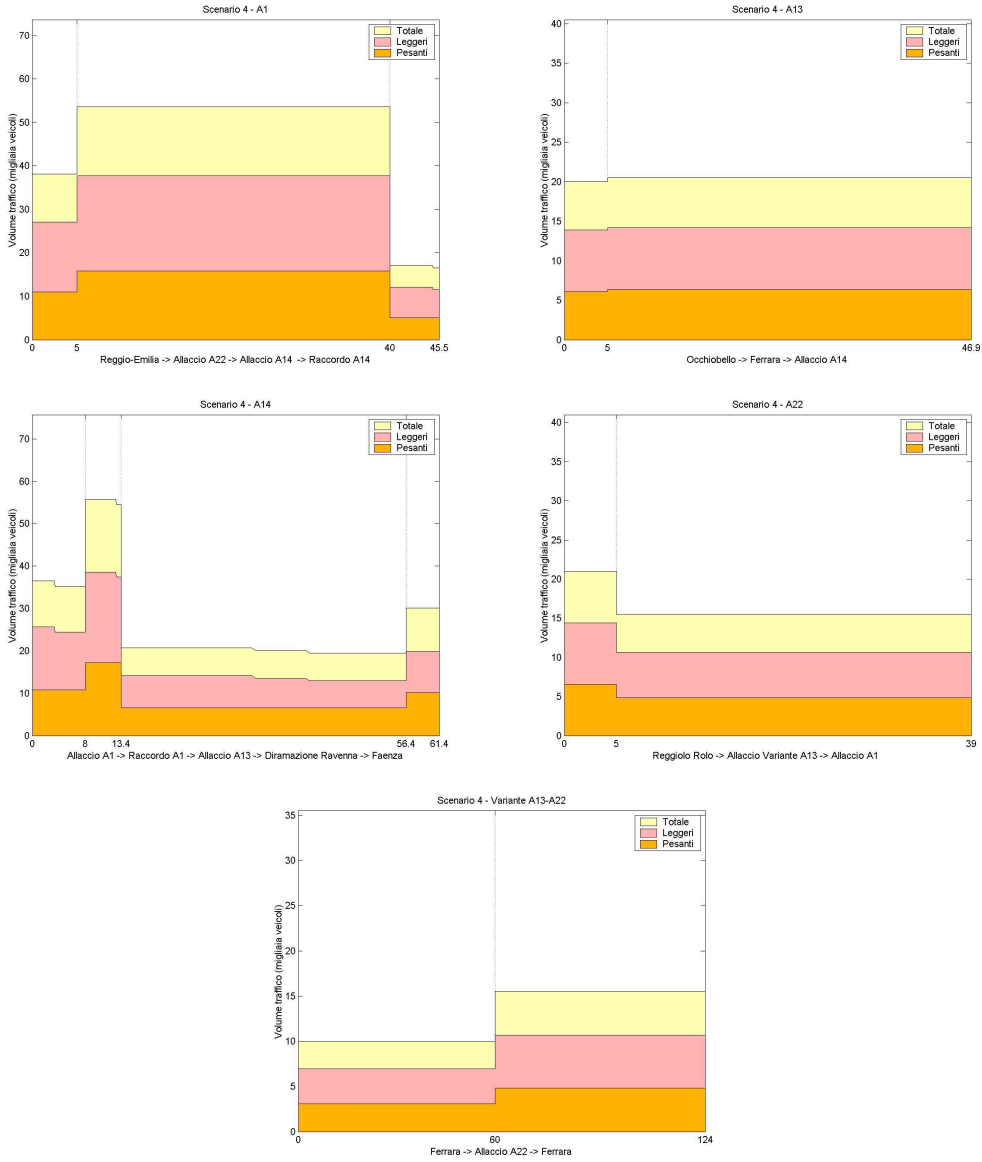 Scenario 4 - A1
Totale
Leggeri
Pesanti
Volume traffico (migliaia veicoli)
70
60
50
40
30
20
10
0
0 5 40 45.5
Reggio-Emilia -> Allaccio A22 -> Allaccio A14 -> Raccordo A14
Scenario 4 - A13
Totale
Leggeri
Pesanti
Volume traffico (migliaia veicoli)
40
35
30
25
20
15
10
5
0
0 5 46.9
Occhiobello -> Ferrara -> Allaccio A14
Scenario 4 - A14
Totale
Leggeri
Pesanti
Volume traffico (migliaia veicoli)
70
60
50
40
30
20
10
0
0 8 13.4 56.4 61.4
Allaccio A1 -> Raccordo A1 -> Allaccio A13 -> Diramazione Ravenna -> Faenza
Scenario 4 - A22
Totale
Leggeri
Pesanti
Volume traffico (migliaia veicoli)
40
35
30
25
20
15
10
5
0
0 5 39
Reggiolo Rolo -> Allaccio Variante A13 -> Allaccio A1
Scenario 4 - Variante A13-A22
Totale
Leggeri
Pesanti
Volume traffico (migliaia veicoli)
35
30
25
20
15
10
5
0
0 60 124
Ferrara -> Allaccio A22 -> Ferrara